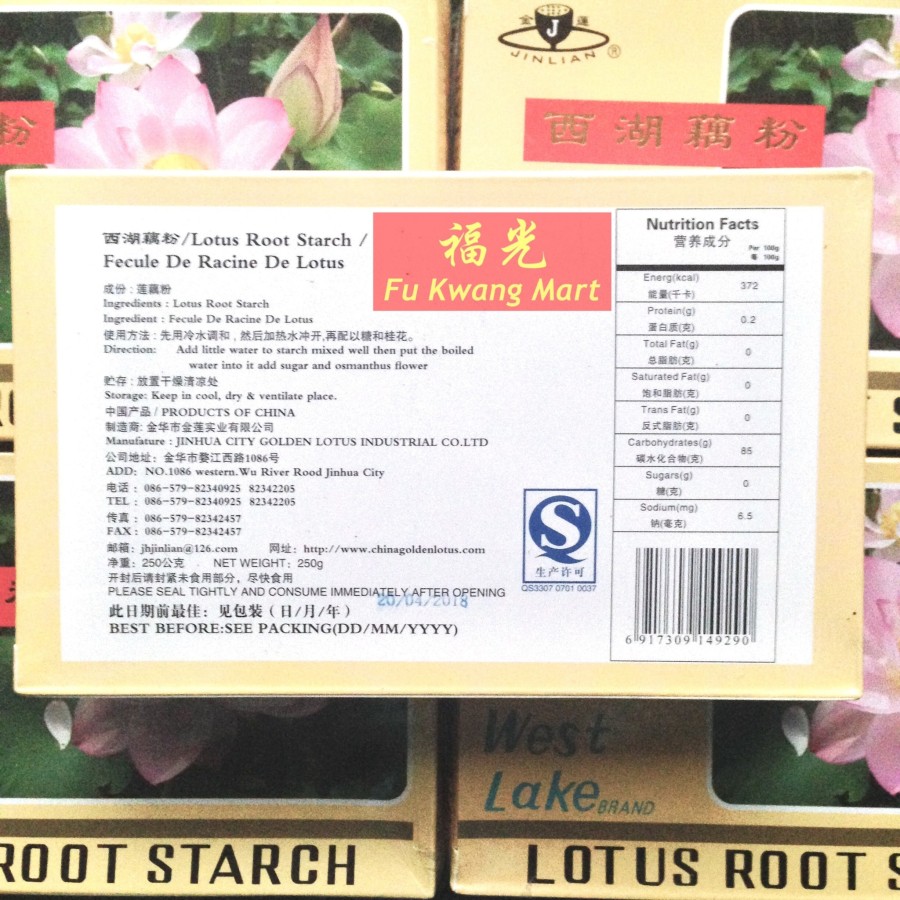 金 蓮
J
JINLIAN®
粉
西湖藕粉
西湖藕粉/Lotus Root Starch /
Fecule De Racine De Lotus
福光
Fu Kwang Mart
成份：莲藕粉
Ingredients : Lotus Root Starch
Ingredient : Fecule De Racine De Lotus
使用方法：先用冷水调和，然后加热水冲开,再配以糖和桂花。
Direction: Add little water to starch mixed well then put the boiled
water into it add sugar and osmanthus flower
贮存：放置干燥清凉处
Storage: Keep in cool, dry & ventilate place.
中国产品 / PRODUCTS OF CHINA
制造商: 金华市金莲实业有限公司
Manufature : JINHUA CITY GOLDEN LOTUS INDUSTRIAL CO.LTD
公司地址：金华市婺江西路1086号
ADD: NO.1086 western.Wu River Rood Jinhua City
电话：086-579-82340925 82342205
TEL : 086-579-82340925 82342205
传真：086-579-82342457
FAX : 086-579-82342457
邮箱：jhjinlian@126.com 网址：http://www.chinagoldenlotus.com
净重：250公克 NET WEIGHT: 250g
开封后请封紧未食用部分，尽快食用
PLEASE SEAL TIGHTLY AND CONSUME IMMEDIATELY AFTER OPENING
20/04/2018
此日期前最佳：见包装（日/月/年）
BEST BEFORE:SEE PACKING(DD/MM/YYYY)
S
生产许可
QS3307 0701 0037
Nutrition Facts
营养成分
Per 100g
每 100g
Energ(kcal)
能量(千卡) 372
Protein(g)
蛋白质(克) 0.2
Total Fat(g)
总脂肪(克) 0
Saturated Fat(g)
饱和脂肪(克) 0
Trans Fat(g)
反式脂肪(克) 0
Carbohydrates(g)
碳水化合物(克) 85
Sugars(g)
糖(克) 0
Sodium(mg)
钠(毫克) 6.5
6 917309 149290
West
Lake BRAND
ROOT STARCH
LOTUS ROOT S